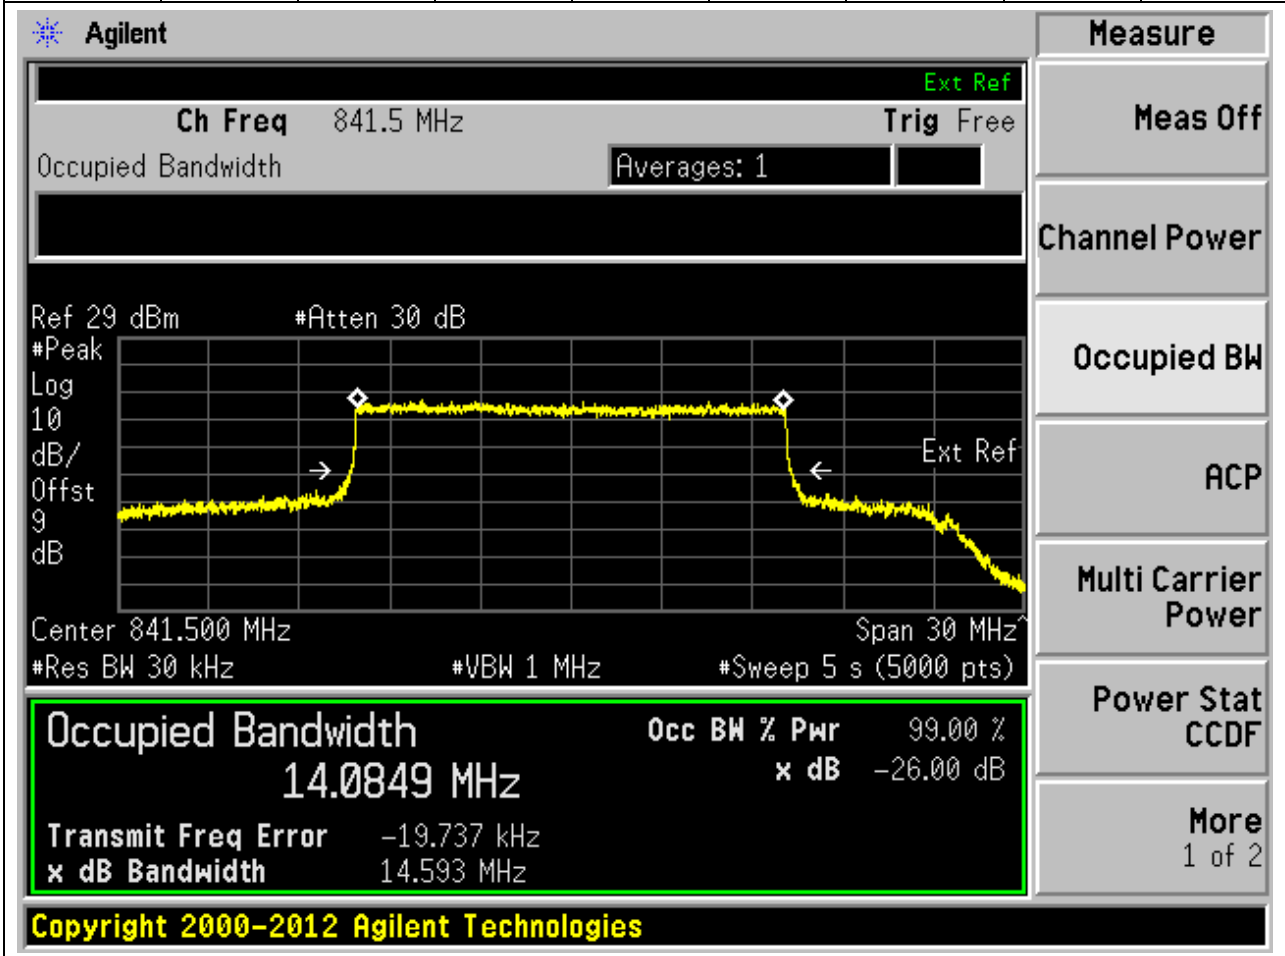 Agilent
Measure
Ext Ref
Ch Freq 841.5 MHz Trig Free
Meas Off
Occupied Bandwidth Averages: 1
Channel Power
Ref 29 dBm #Atten 30 dB
#Peak
Log
10
dB/
Offst
9
dB
Ext Ref
Occupied BW
ACP
Center 841.500 MHz Span 30 MHz^
#Res BW 30 kHz #VBW 1 MHz #Sweep 5 s (5000 pts)
Multi Carrier
Power
Occupied Bandwidth Occ BW % Pwr 99.00 %
14.0849 MHz x dB -26.00 dB
Transmit Freq Error -19.737 kHz
x dB Bandwidth 14.593 MHz
Power Stat
CCDF
More
1 of 2
Copyright 2000-2012 Agilent Technologies